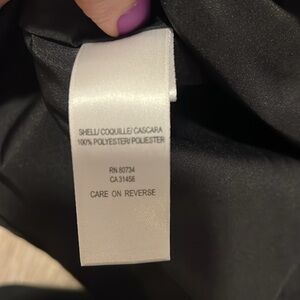 SHELL/ COQUILLE/ CASCARA
100% POLYESTER/ POLIESTER
RN 80734
CA 31456
CARE ON REVERSE